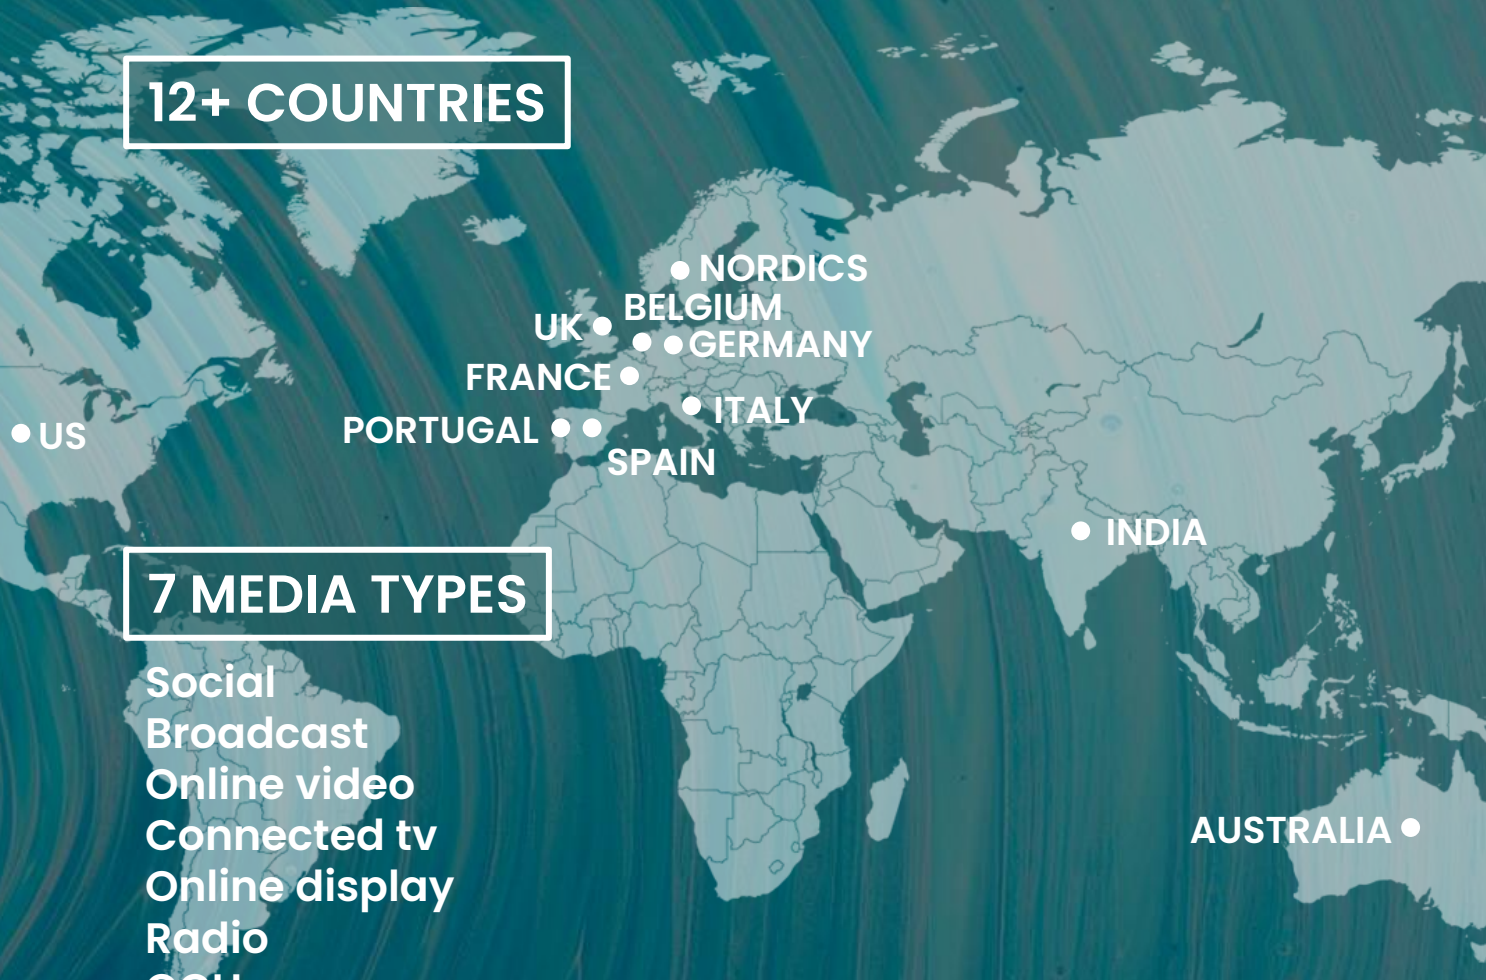 12+ COUNTRIES
NORDICS
BELGIUM
UK
GERMANY
FRANCE
ITALY
PORTUGAL
US
SPAIN
INDIA
7 MEDIA TYPES
Social
Broadcast
Online video
Connected tv
Online display
Radio
AUSTRALIA